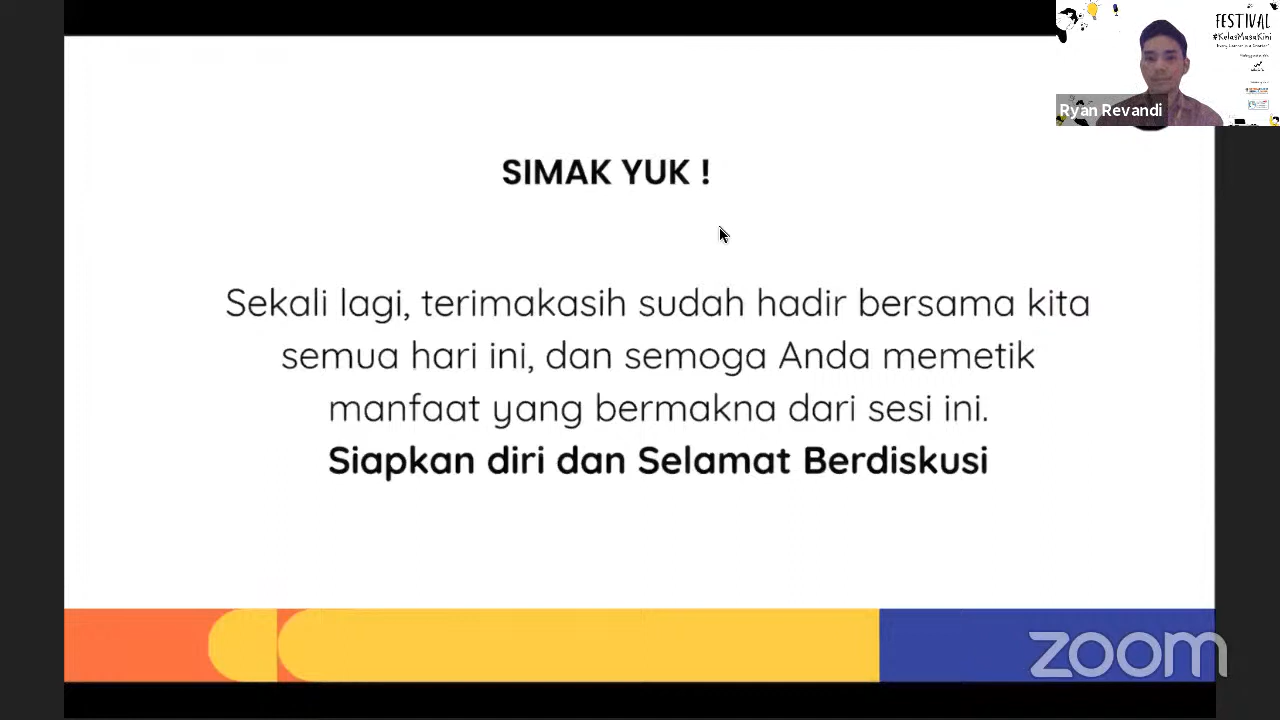 FESTIVAL
#KelasMasaKini
Ryan Revandi
SIMAK YUK !
Sekali lagi, terimakasih sudah hadir bersama kita
semua hari ini, dan semoga Anda memetik
manfaat yang bermakna dari sesi ini.
Siapkan diri dan Selamat Berdiskusi
zoom